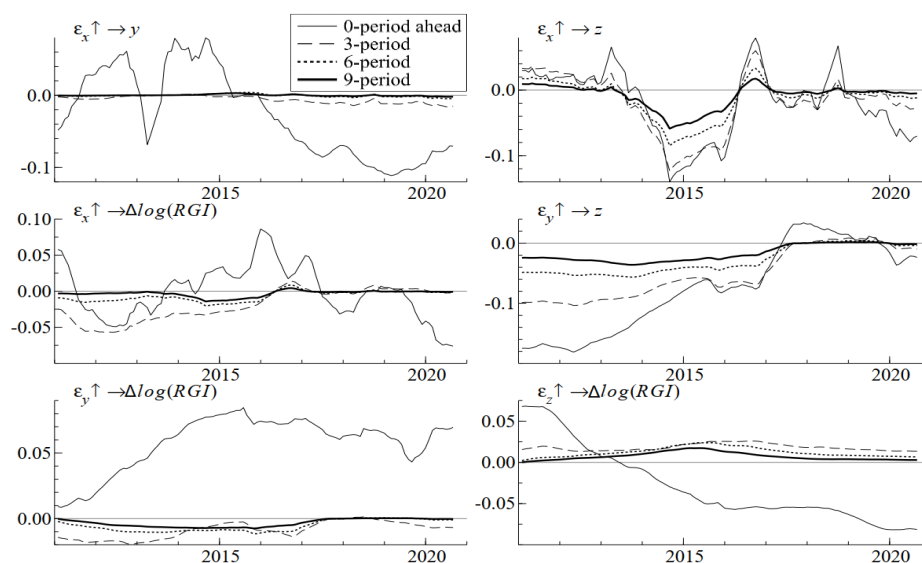 εx↑→y
0-period ahead
3-period
6-period
9-period
0.0
-0.1
2015
2020
εx↑→z
0.0
-0.1
2015
2020
εx↑→Δlog(RGI)
0.10
0.05
0.00
-0.05
2015
2020
εy↑→z
0.0
-0.1
2015
2020
εy↑→Δlog(RGI)
0.05
0.00
2015
2020
εz↑→Δlog(RGI)
0.05
0.00
-0.05
2015
2020